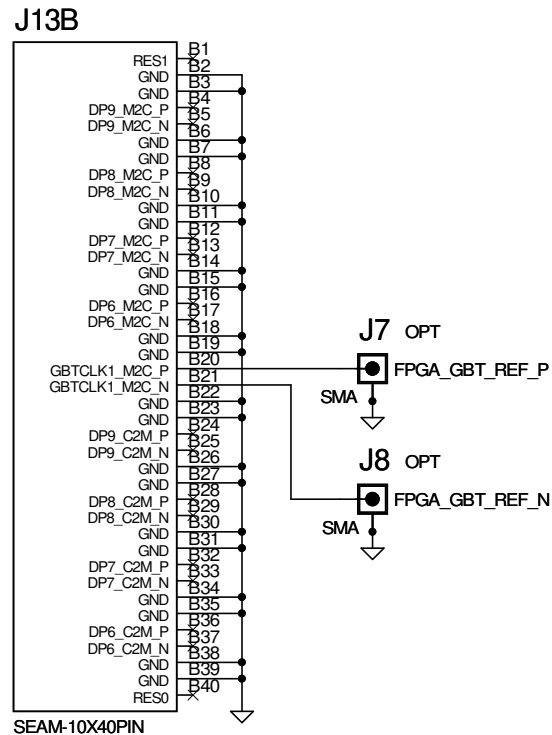 J13B
RES1 B1
GND B2
GND B3
DP9_M2C_P B4
DP9_M2C_N B5
GND B6
GND B7
DP8_M2C_P B8
DP8_M2C_N B9
GND B10
GND B11
DP7_M2C_P B12
DP7_M2C_N B13
GND B14
GND B15
DP6_M2C_P B16
DP6_M2C_N B17
GND B18
GND B19
GBTCLK1_M2C_P B20
GBTCLK1_M2C_N B21
GND B22
GND B23
DP9_C2M_P B24
DP9_C2M_N B25
GND B26
GND B27
DP8_C2M_P B28
DP8_C2M_N B29
GND B30
GND B31
DP7_C2M_P B32
DP7_C2M_N B33
GND B34
GND B35
DP6_C2M_P B36
DP6_C2M_N B37
GND B38
GND B39
RES0 B40
SEAM-10X40PIN
J7 OPT
FPGA_GBT_REF_P
SMA
J8 OPT
FPGA_GBT_REF_N
SMA